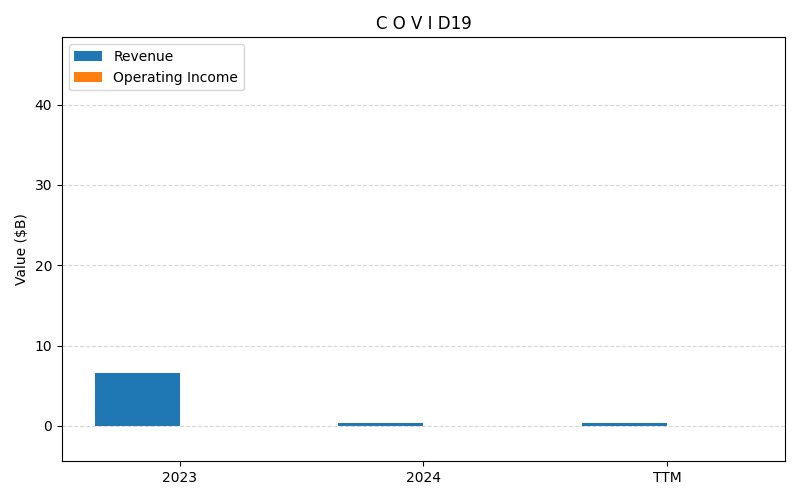 C O V I D19
Revenue
Operating Income
Value ($B)
40
30
20
10
0
2023
2024
TTM